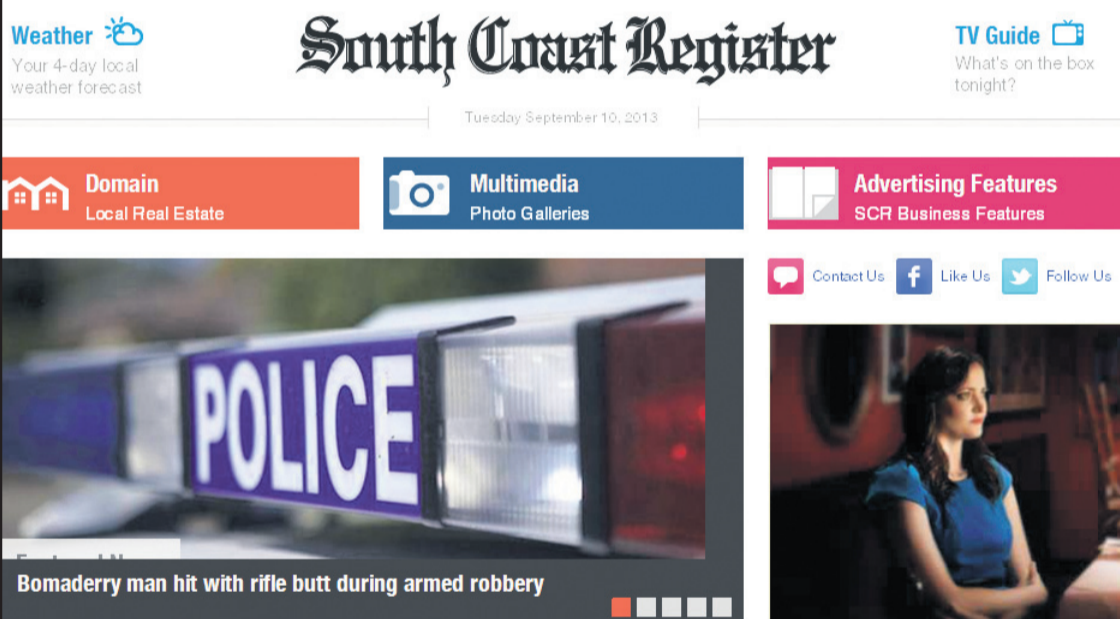 Weather
Your 4-day local
weather forecast
South Coast Register
TV Guide
What's on the box
tonight?
Tuesday September 10, 2013
Domain
Local Real Estate
Multimedia
Photo Galleries
Advertising Features
SCR Business Features
Contact Us
Like Us
Follow Us
POLICE
Bomaderry man hit with rifle butt during armed robbery